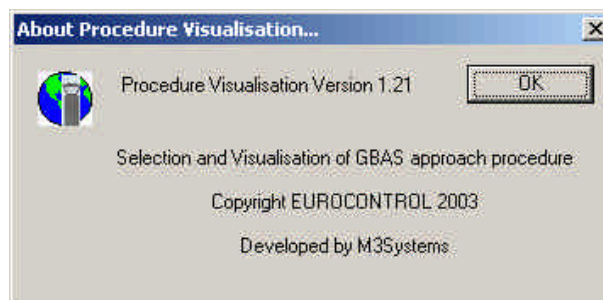 About Procedure Visualisation...
Procedure Visualisation Version 1.21
OK
Selection and Visualisation of GBAS approach procedure
Copyright EUROCONTROL 2003
Developed by M3Systems